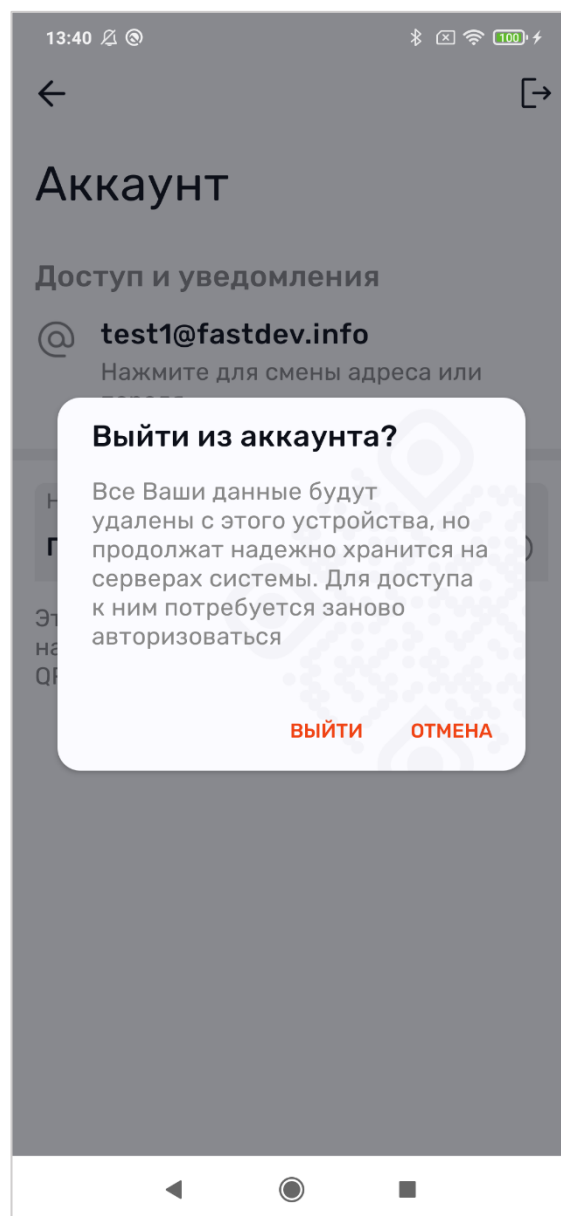 13:40
100
Аккаунт
Доступ и уведомления
test1@fastdev.info
Нажмите для смены адреса или
Выйти из аккаунта?
Все Ваши данные будут
удалены с этого устройства, но
продолжат надежно хранится на
серверах системы. Для доступа
к ним потребуется заново
авторизоваться
ВЫЙТИ ОТМЕНА